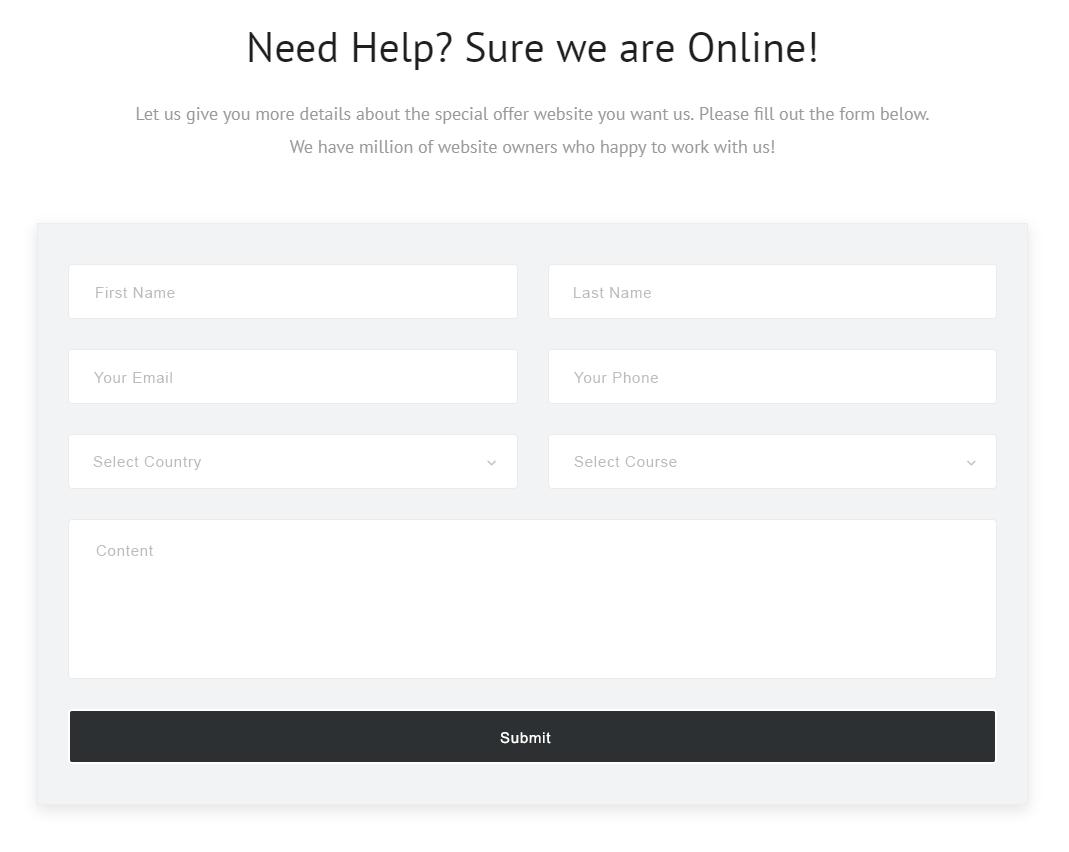 Need Help? Sure we are Online!
Let us give you more details about the special offer website you want us. Please fill out the form below.
We have million of website owners who happy to work with us!
First Name
Last Name
Your Email
Your Phone
Select Country
Select Course
Content
Submit